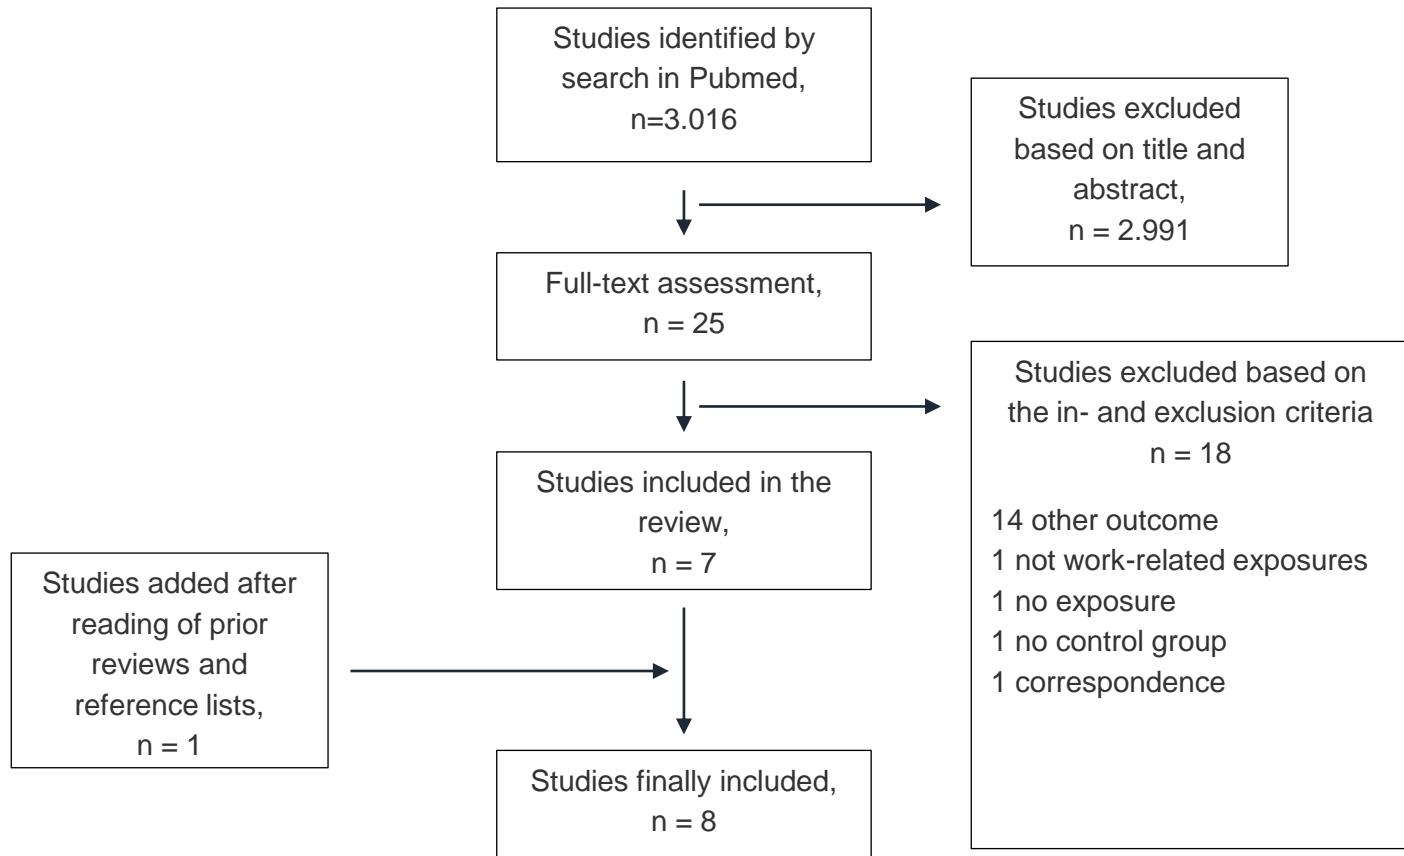 Studies identified by
search in Pubmed,
n=3.016
Studies excluded
based on title and
abstract,
n = 2.991
Full-text assessment,
n = 25
Studies excluded based on
the in- and exclusion criteria
n = 18
14 other outcome
1 not work-related exposures
1 no exposure
1 no control group
1 correspondence
Studies included in the
review,
n = 7
Studies added after
reading of prior
reviews and
reference lists,
n = 1
Studies finally included,
n = 8